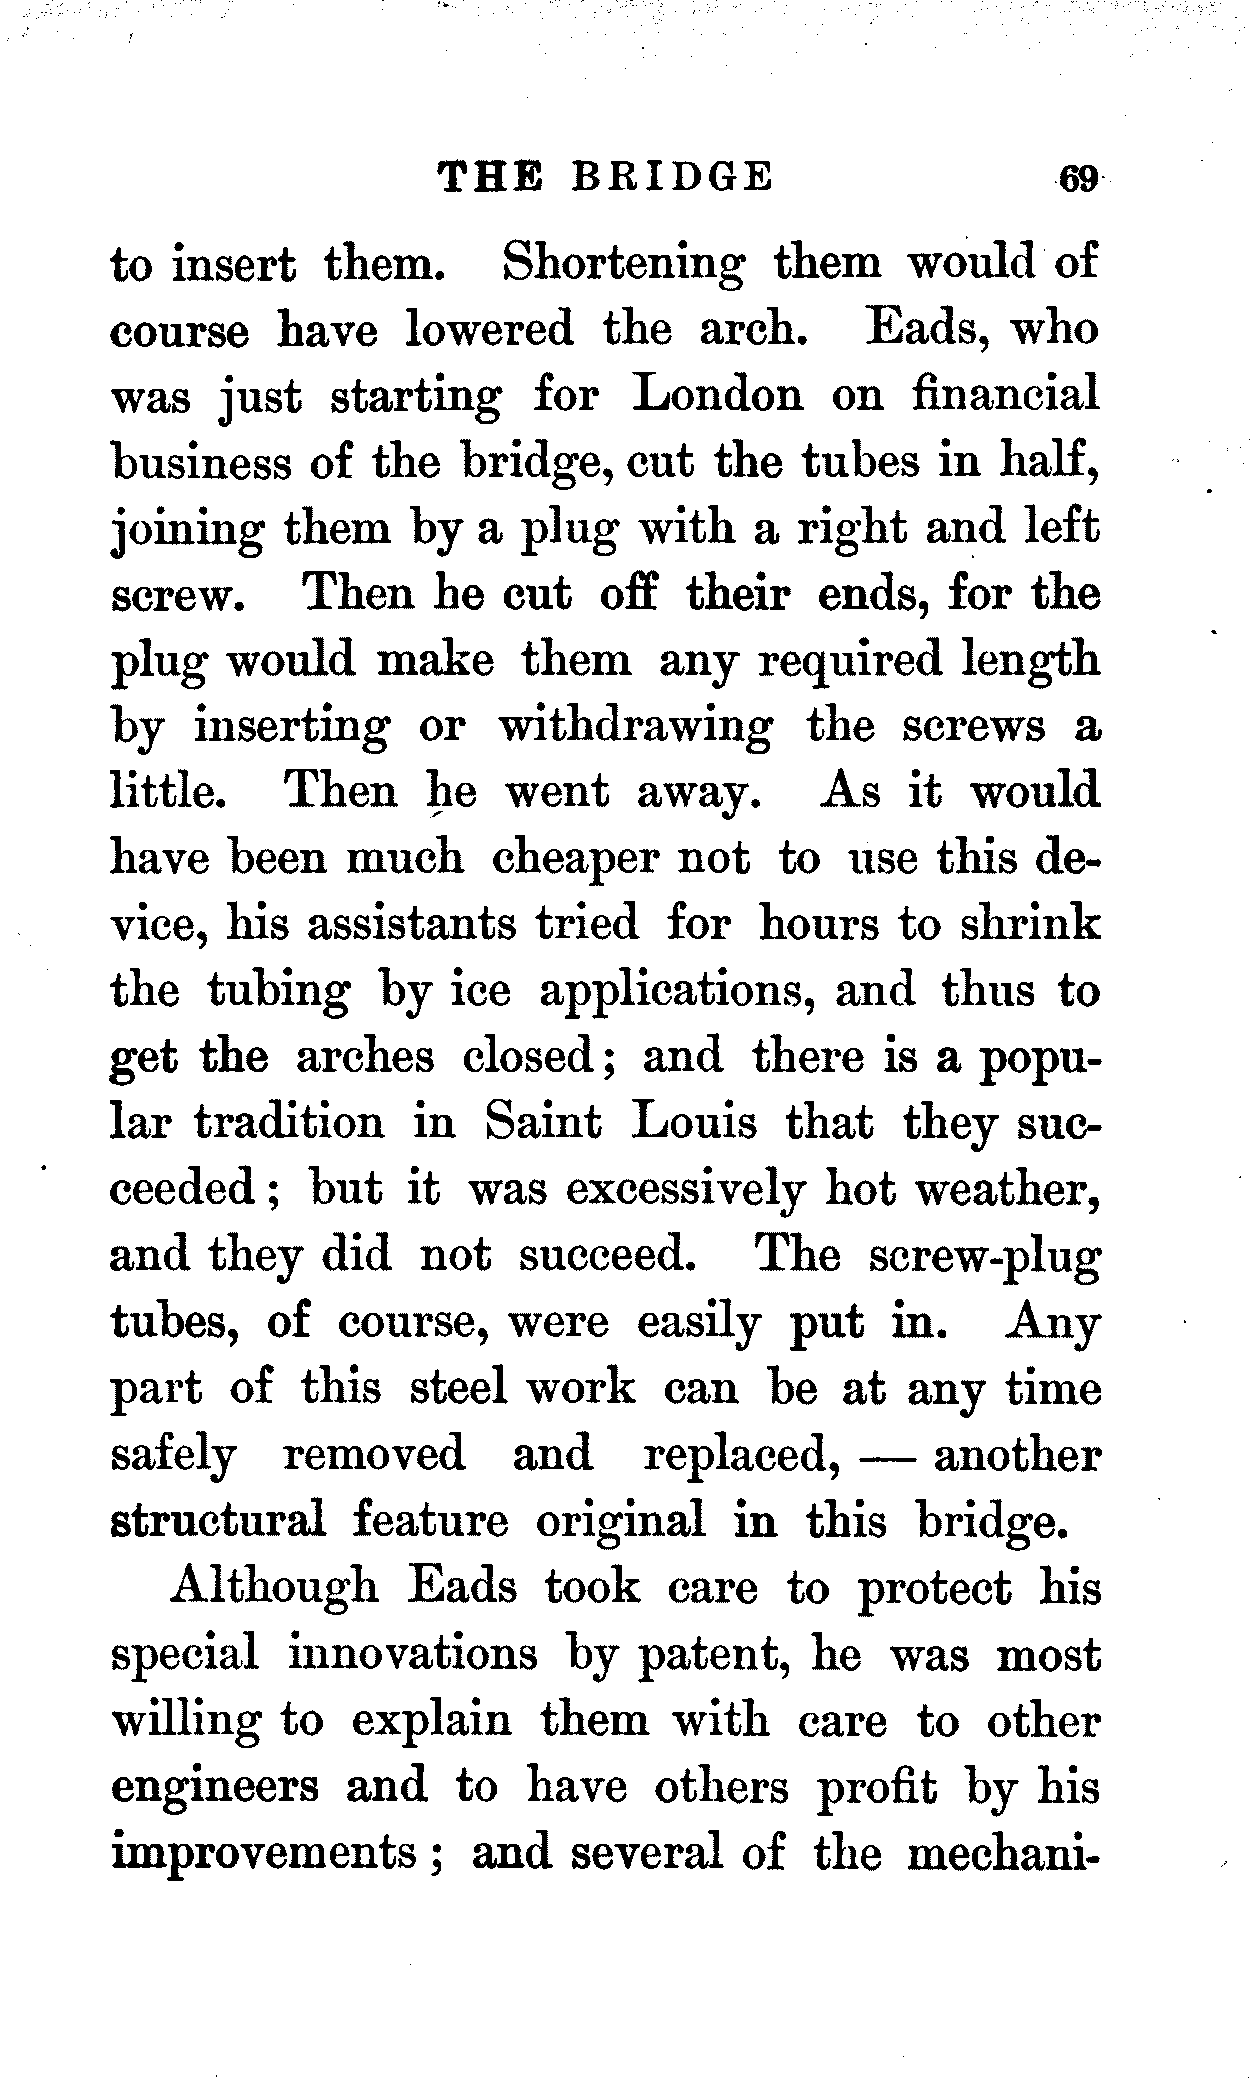 THE BRIDGE 69
to insert them. Shortening them would of
course have lowered the arch. Eads, who
was just starting for London on financial
business of the bridge, cut the tubes in half,
joining them by a plug with a right and left
screw. Then he cut off their ends, for the
plug would make them any required length
by inserting or withdrawing the screws a
little. Then he went away. As it would
have been much cheaper not to use this de-
vice, his assistants tried for hours to shrink
the tubing by ice applications, and thus to
get the arches closed; and there is a popu-
lar tradition in Saint Louis that they suc-
ceeded; but it was excessively hot weather,
and they did not succeed. The screw-plug
tubes, of course, were easily put in. Any
part of this steel work can be at any time
safely removed and replaced, — another
structural feature original in this bridge.
Although Eads took care to protect his
special innovations by patent, he was most
willing to explain them with care to other
engineers and to have others profit by his
improvements; and several of the mechani-